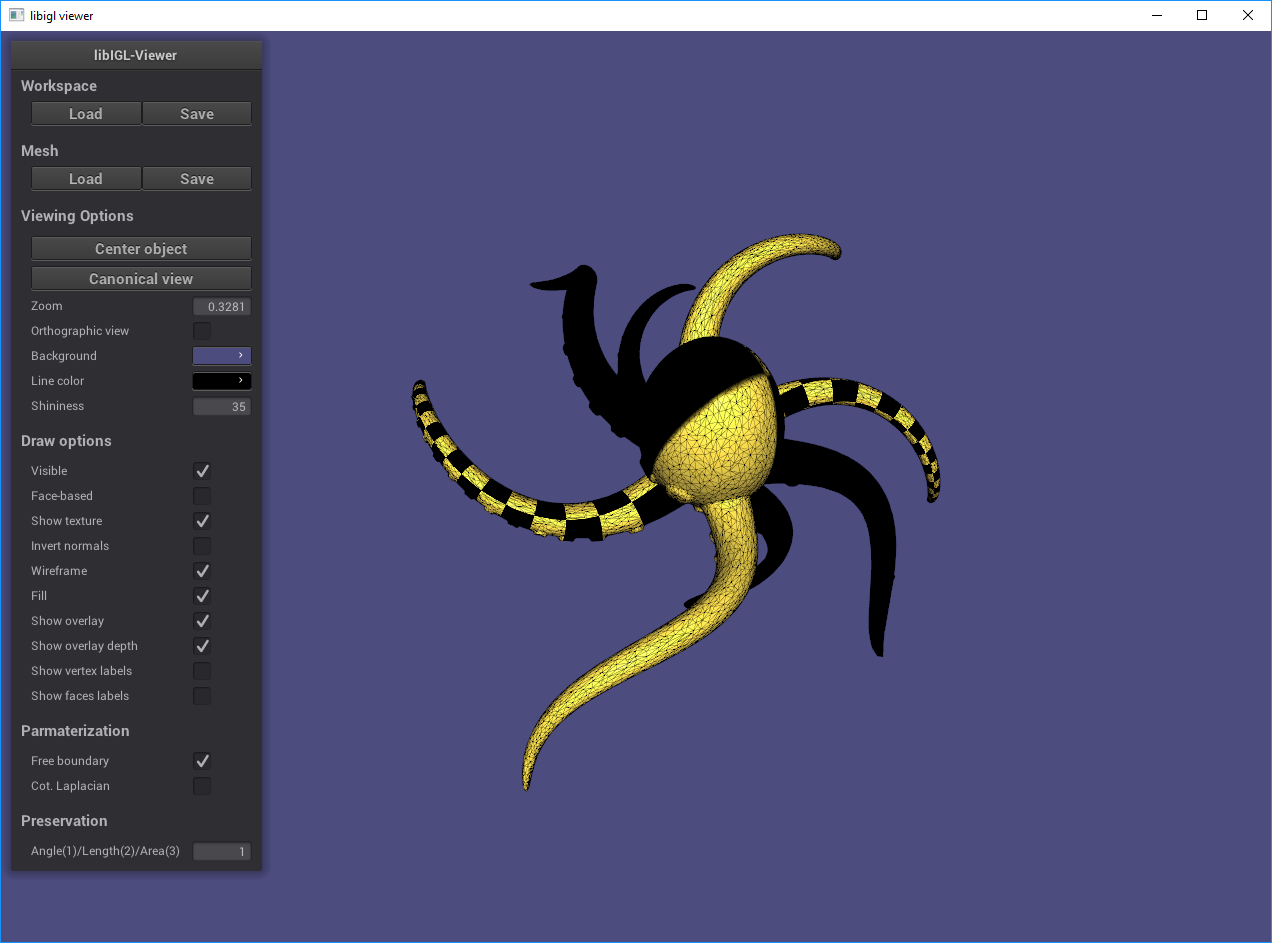 libigl viewer
libIGL-Viewer
Workspace
Load Save
Mesh
Load Save
Viewing Options
Center object
Canonical view
Zoom 0.3281
Orthographic view
Background
Line color
Shininess 35
Draw options
Visible
Face-based
Show texture
Invert normals
Wireframe
Fill
Show overlay
Show overlay depth
Show vertex labels
Show faces labels
Parmaterization
Free boundary
Cot. Laplacian
Preservation
Angle(1)/Length(2)/Area(3) 1